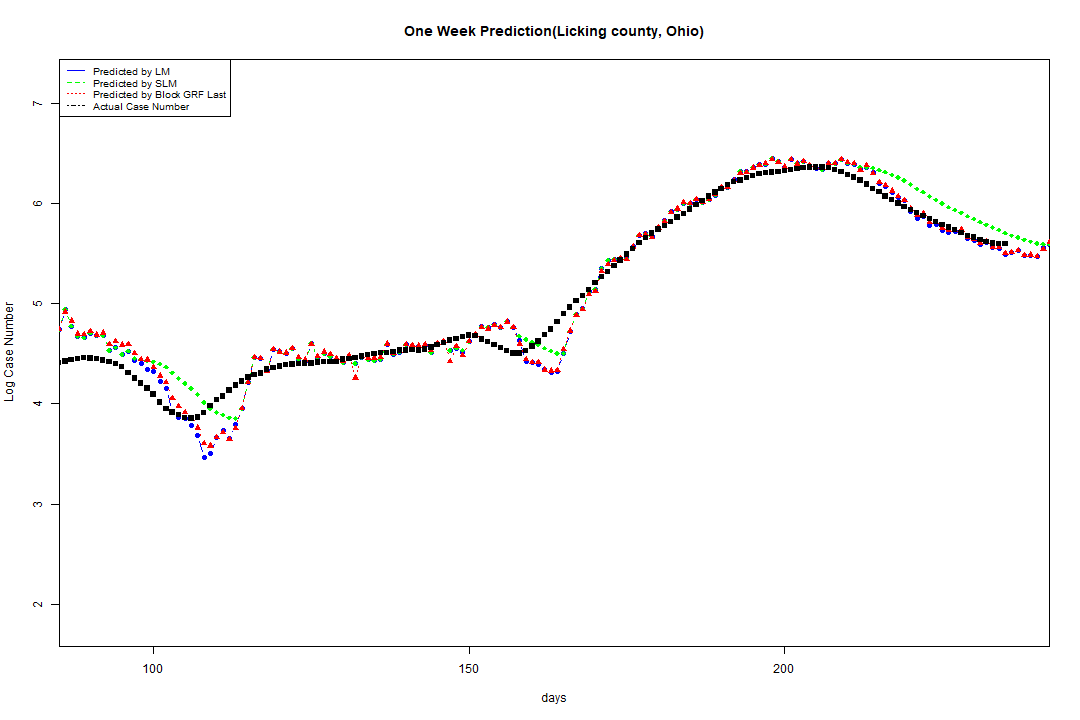 One Week Prediction(Licking county, Ohio)
Predicted by LM
Predicted by SLM
Predicted by Block GRF Last
Actual Case Number
7
6
5
4
3
2
Log Case Number
100 150 200
days